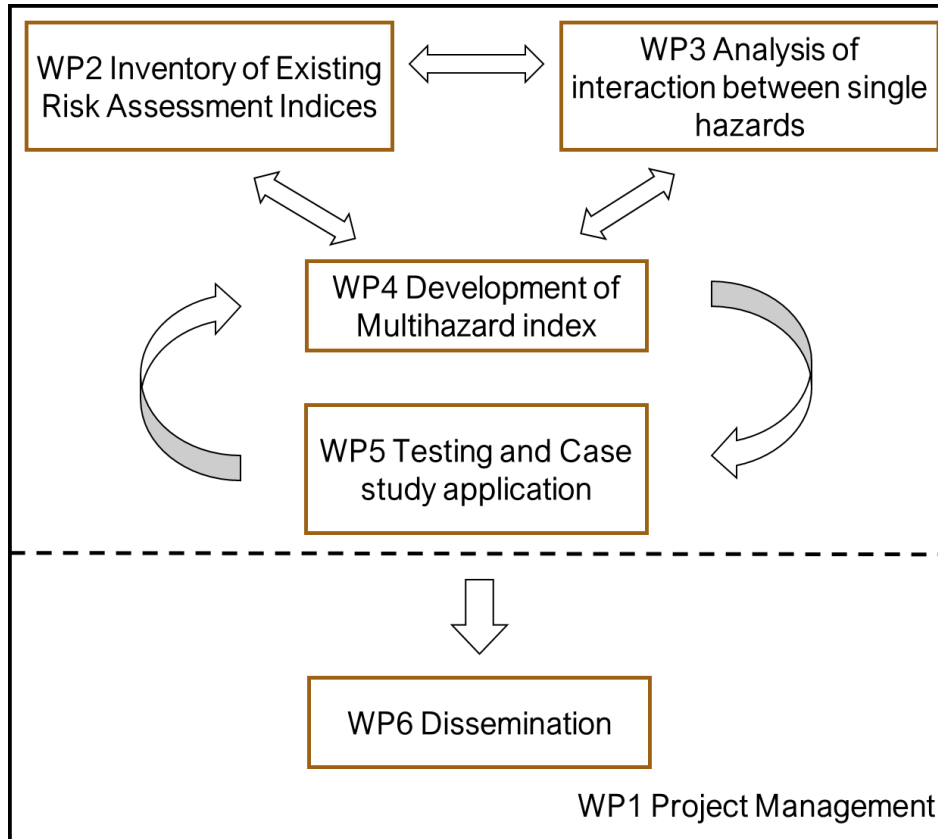 WP2 Inventory of Existing
Risk Assessment Indices
WP3 Analysis of
interaction between single
hazards
WP4 Development of
Multihazard index
WP5 Testing and Case
study application
WP6 Dissemination
WP1 Project Management